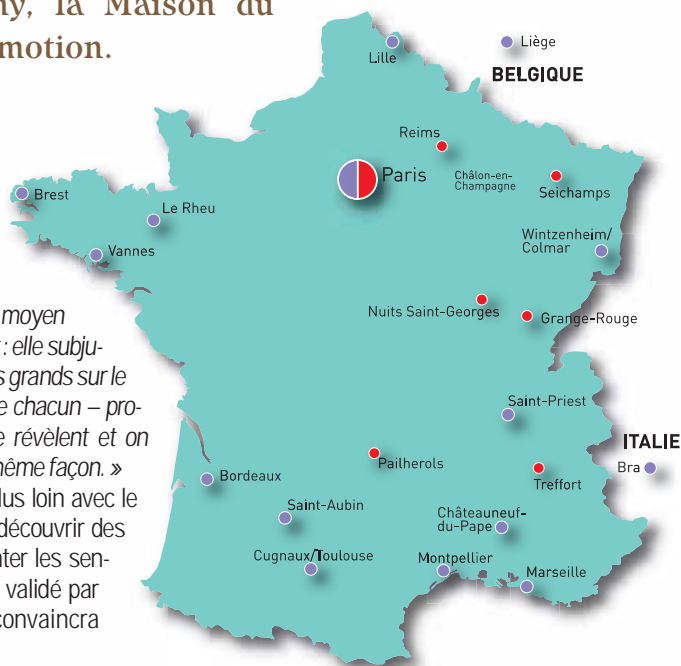 ny, la Maison du
motion.
Lille
Liège
BELGIQUE
Reims
Paris
Châlon-en-
Champagne
Seichamps
Brest
Le Rheu
Vannes
Wintzenheim/
Colmar
Nuits Saint-Georges
Grange-Rouge
moyen
: elle subju-
s grands sur le
e chacun – pro-
e révèlent et on
même façon. »
lus loin avec le
découvrir des
nter les sen-
validé par
convaincra
Saint-Priest
ITALIE
Bra
Pailherols
Treffort
Bordeaux
Saint-Aubin
Châteauneuf-
du-Pape
Cugnaux/Toulouse
Montpellier
Marseille